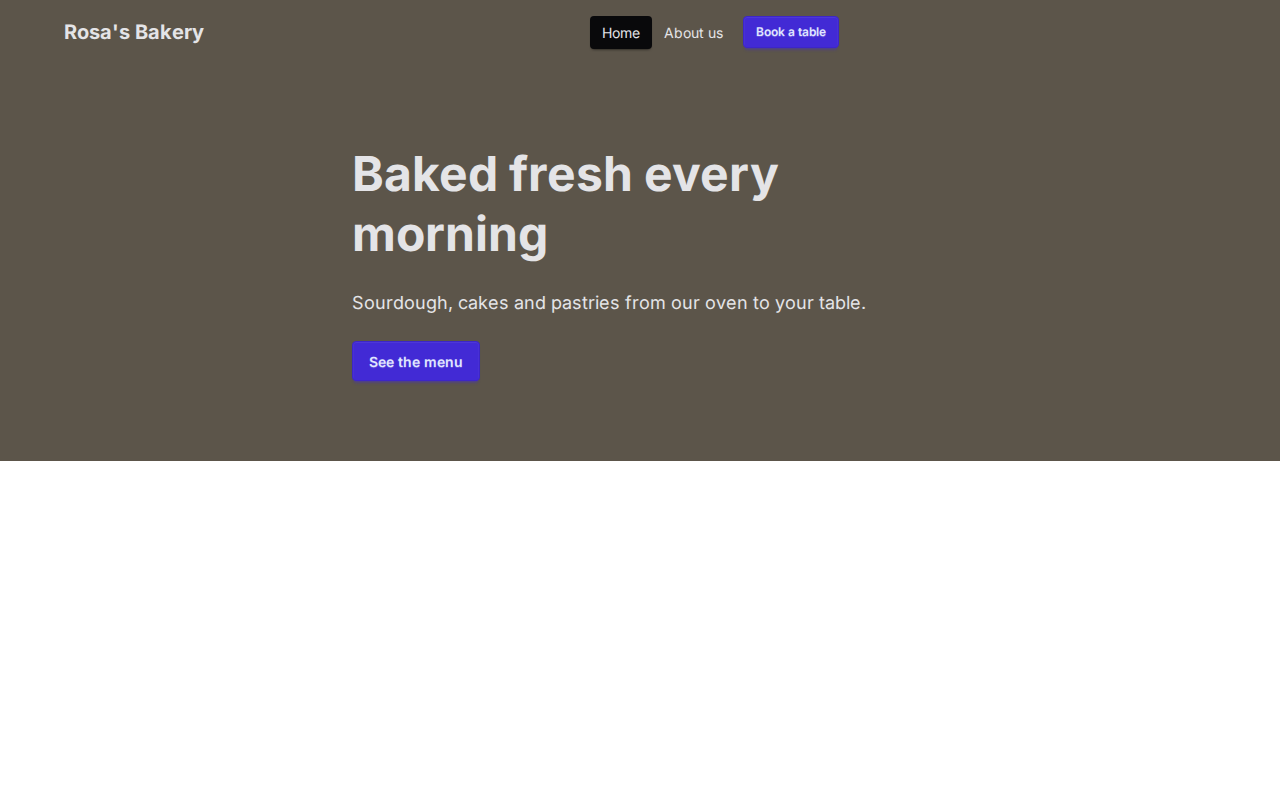 Rosa's Bakery
Home
About us
Book a table
Baked fresh every
morning
Sourdough, cakes and pastries from our oven to your table.
See the menu